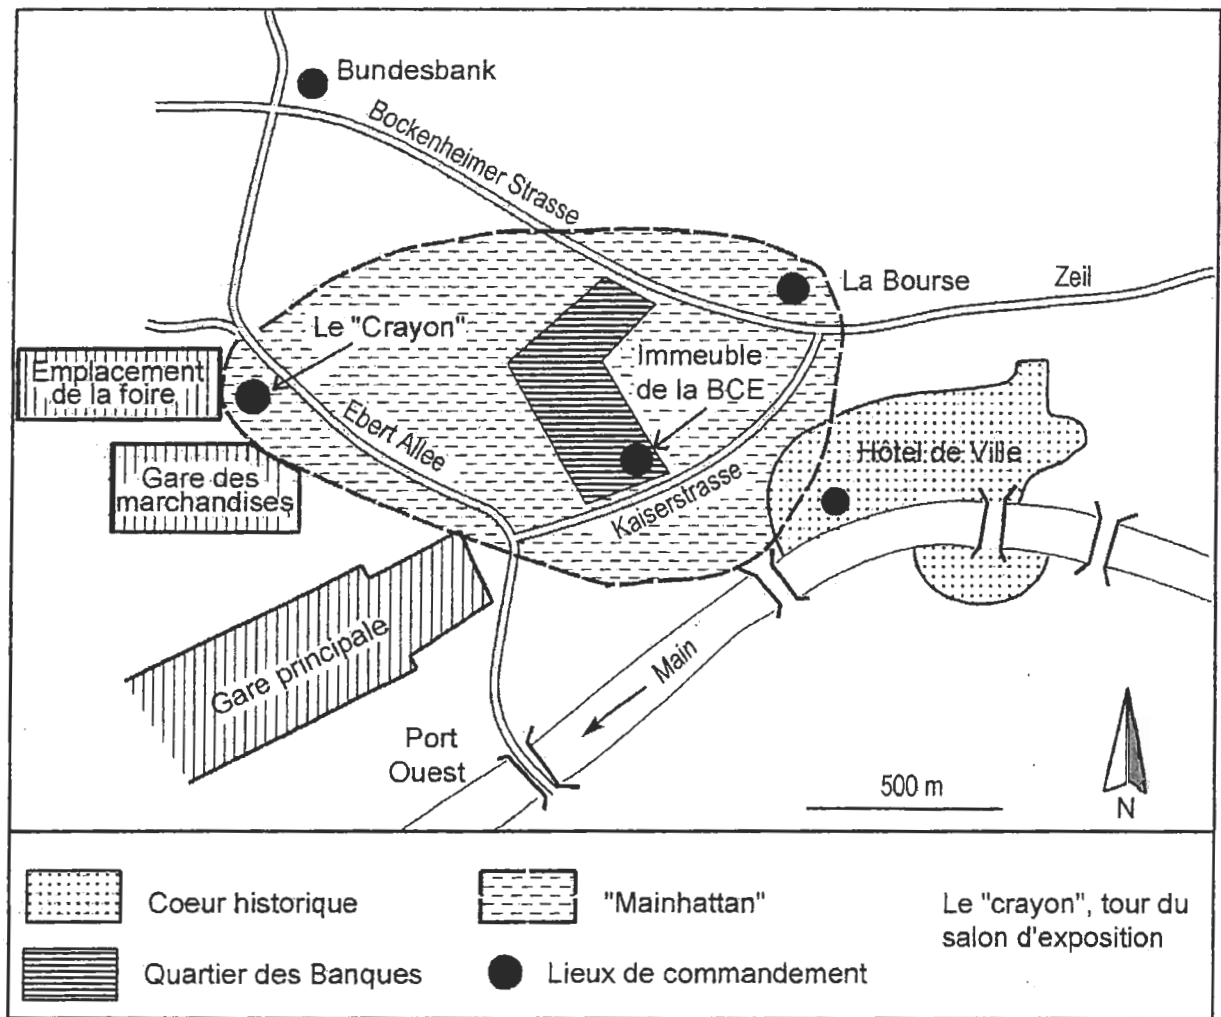 Bundesbank
Bockenheimer Strasse
La Bourse
Zeil
Le "Crayon"
Immeuble
de la BCE
Emplacement
de la foire
Ebert Allee
Hôtel de Ville
Gare des
marchandises
Kaiserstrasse
Gare principale
Main
Port
Ouest
500 m
N
Coeur historique
"Mainhattan"
Le "crayon", tour du
salon d'exposition
Quartier des Banques
Lieux de commandement